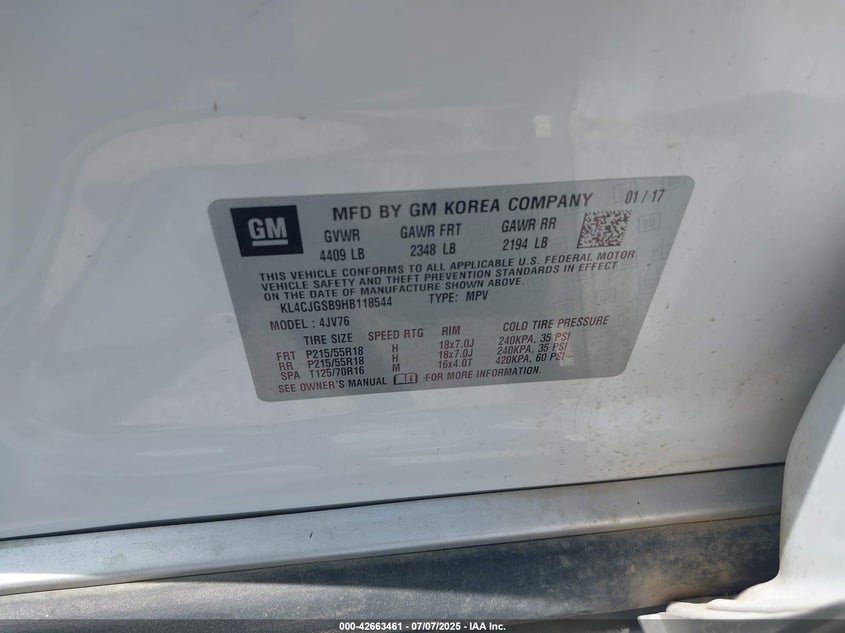 GM
MFD BY GM KOREA COMPANY 01 / 17
GVWR GAWR FRT GAWR RR
4409 LB 2348 LB 2194 LB
THIS VEHICLE CONFORMS TO ALL APPLICABLE U.S. FEDERAL MOTOR
VEHICLE SAFETY AND THEFT PREVENTION STANDARDS IN EFFECT
ON THE DATE OF MANUFACTURE SHOWN ABOVE.
KL4CJGSB9HB118544 TYPE: MPV
MODEL : 4JV76
TIRE SIZE SPEED RTG RIM COLD TIRE PRESSURE
FRT P215/55R18 H 18x7.0J 240KPA, 35 PSI
RR P215/55R18 H 18x7.0J 240KPA, 35 PSI
SPA T125/70R16 M 16x4.0T 420KPA, 60 PSI
SEE OWNER'S MANUAL -FOR MORE INFORMATION.
000-42663461 - 07/07/2025 - IAA Inc.